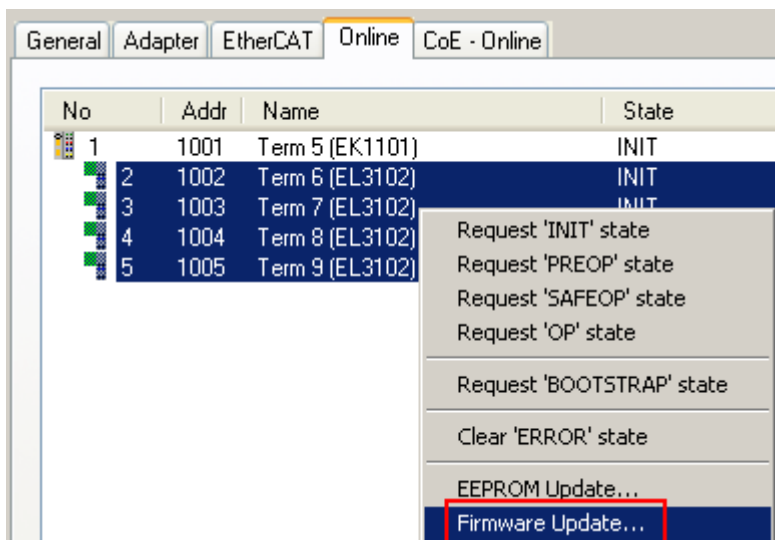 General Adapter EtherCAT Online CoE - Online
No Addr Name State
1 1001 Term 5 (EK1101) INIT
2 1002 Term 6 (EL3102) INIT
3 1003 Term 7 (EL3102) INIT
4 1004 Term 8 (EL3102)
5 1005 Term 9 (EL3102)
Request 'INIT' state
Request 'PREOP' state
Request 'SAFEOP' state
Request 'OP' state
Request 'BOOTSTRAP' state
Clear 'ERROR' state
EEPROM Update...
Firmware Update...